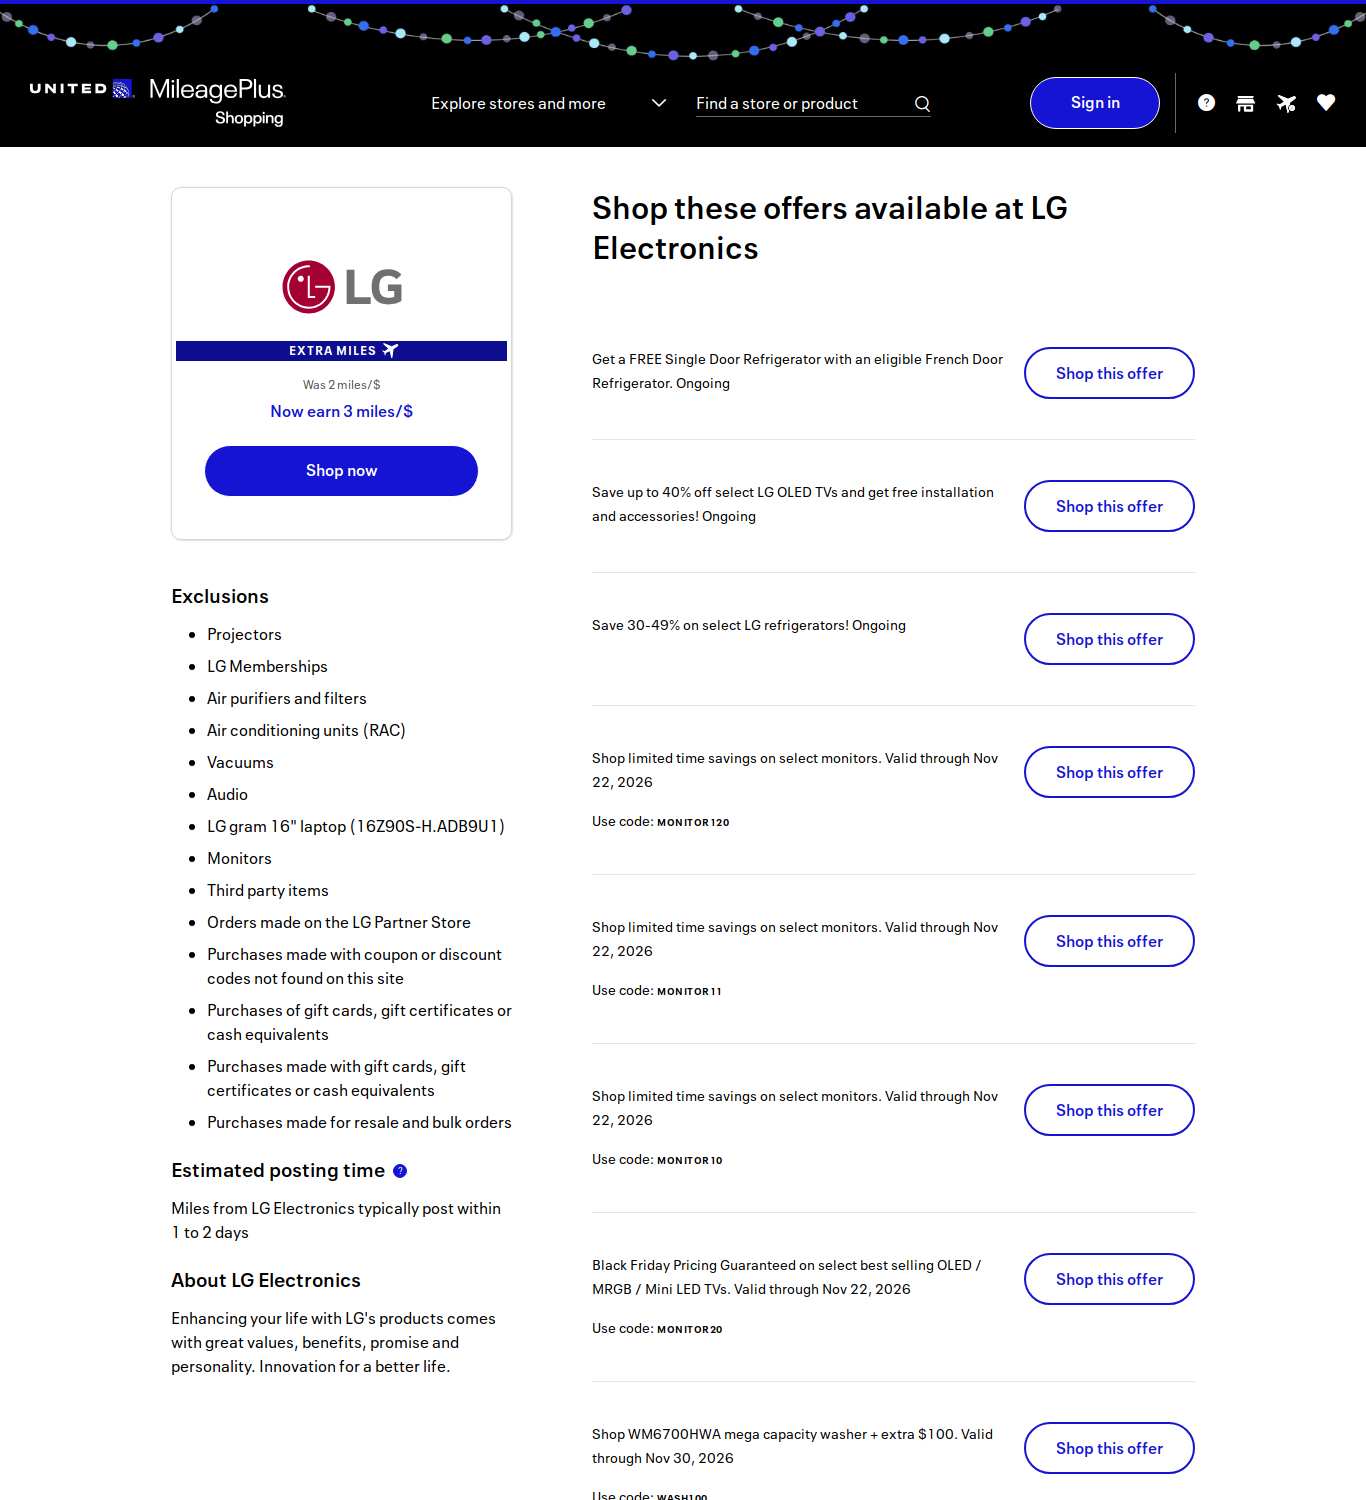 UNITED MileagePlus
Shopping
Explore stores and more
Find a store or product
Sign in
LG
EXTRA MILES
Was 2 miles/$
Now earn 3 miles/$
Shop now
Exclusions
Projectors
LG Memberships
Air purifiers and filters
Air conditioning units (RAC)
Vacuums
Audio
LG gram 16" laptop (16Z90S-H.ADB9U1)
Monitors
Third party items
Orders made on the LG Partner Store
Purchases made with coupon or discount
codes not found on this site
Purchases of gift cards, gift certificates or
cash equivalents
Purchases made with gift cards, gift
certificates or cash equivalents
Purchases made for resale and bulk orders
Estimated posting time ?
Miles from LG Electronics typically post within
1 to 2 days
About LG Electronics
Enhancing your life with LG's products comes
with great values, benefits, promise and
personality. Innovation for a better life.
Shop these offers available at LG
Electronics
Get a FREE Single Door Refrigerator with an eligible French Door
Refrigerator. Ongoing
Shop this offer
Save up to 40% off select LG OLED TVs and get free installation
and accessories! Ongoing
Shop this offer
Save 30-49% on select LG refrigerators! Ongoing
Shop this offer
Shop limited time savings on select monitors. Valid through Nov
22, 2026
Use code: MONITOR120
Shop this offer
Shop limited time savings on select monitors. Valid through Nov
22, 2026
Use code: MONITOR11
Shop this offer
Shop limited time savings on select monitors. Valid through Nov
22, 2026
Use code: MONITOR10
Shop this offer
Black Friday Pricing Guaranteed on select best selling OLED /
MRGB / Mini LED TVs. Valid through Nov 22, 2026
Use code: MONITOR20
Shop this offer
Shop WM6700HWA mega capacity washer + extra $100. Valid
through Nov 30, 2026
Use code: WASH100
Shop this offer